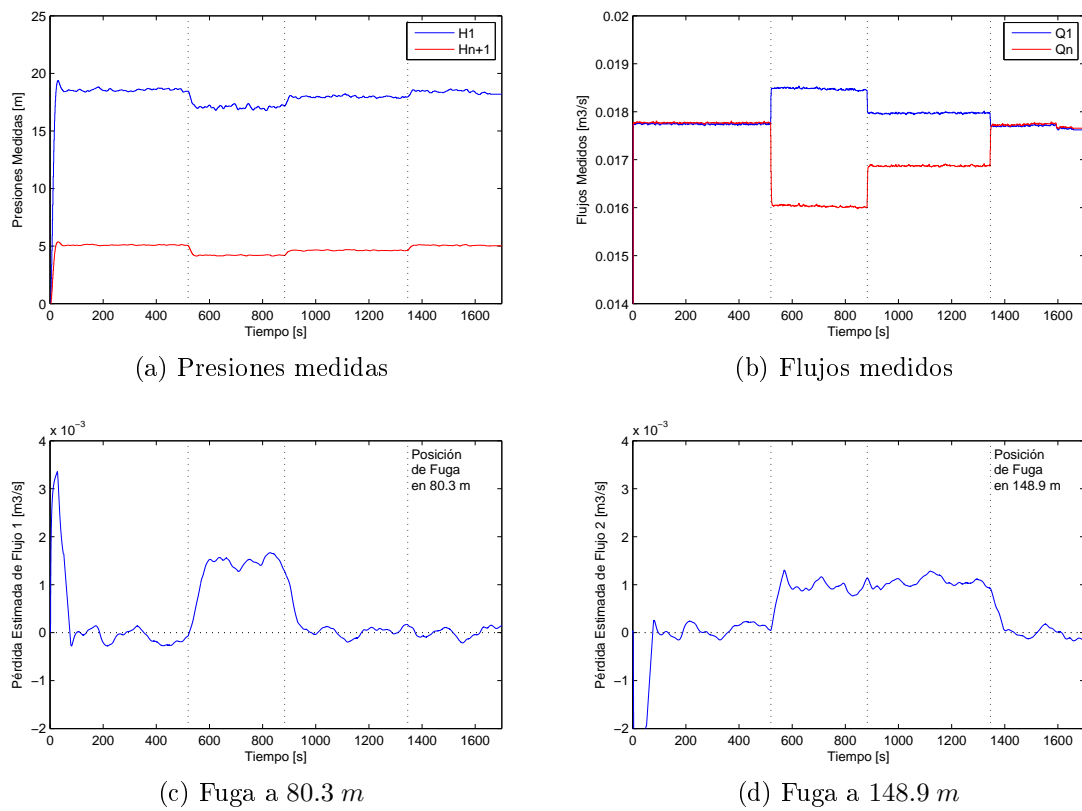 25
20
15
10
5
0
0 200 400 600 800 1000 1200 1400 1600
Presiones Medidas [m]
Tiempo [s]
H1
Hn+1
(a) Presiones medidas
0.02
0.019
0.018
0.017
0.016
0.015
0.014
0 200 400 600 800 1000 1200 1400 1600
Flujos Medidos [m3/s]
Tiempo [s]
Q1
Qn
(b) Flujos medidos
x 10⁻³
4
3
2
1
0
−1
−2
0 200 400 600 800 1000 1200 1400 1600
Pérdida Estimada de Flujo 1 [m3/s]
Tiempo [s]
Posición
de Fuga
en 80.3 m
(c) Fuga a 80.3 m
x 10⁻³
4
3
2
1
0
−1
−2
0 200 400 600 800 1000 1200 1400 1600
Pérdida Estimada de Flujo 2 [m3/s]
Tiempo [s]
Posición
de Fuga
en 148.9 m
(d) Fuga a 148.9 m